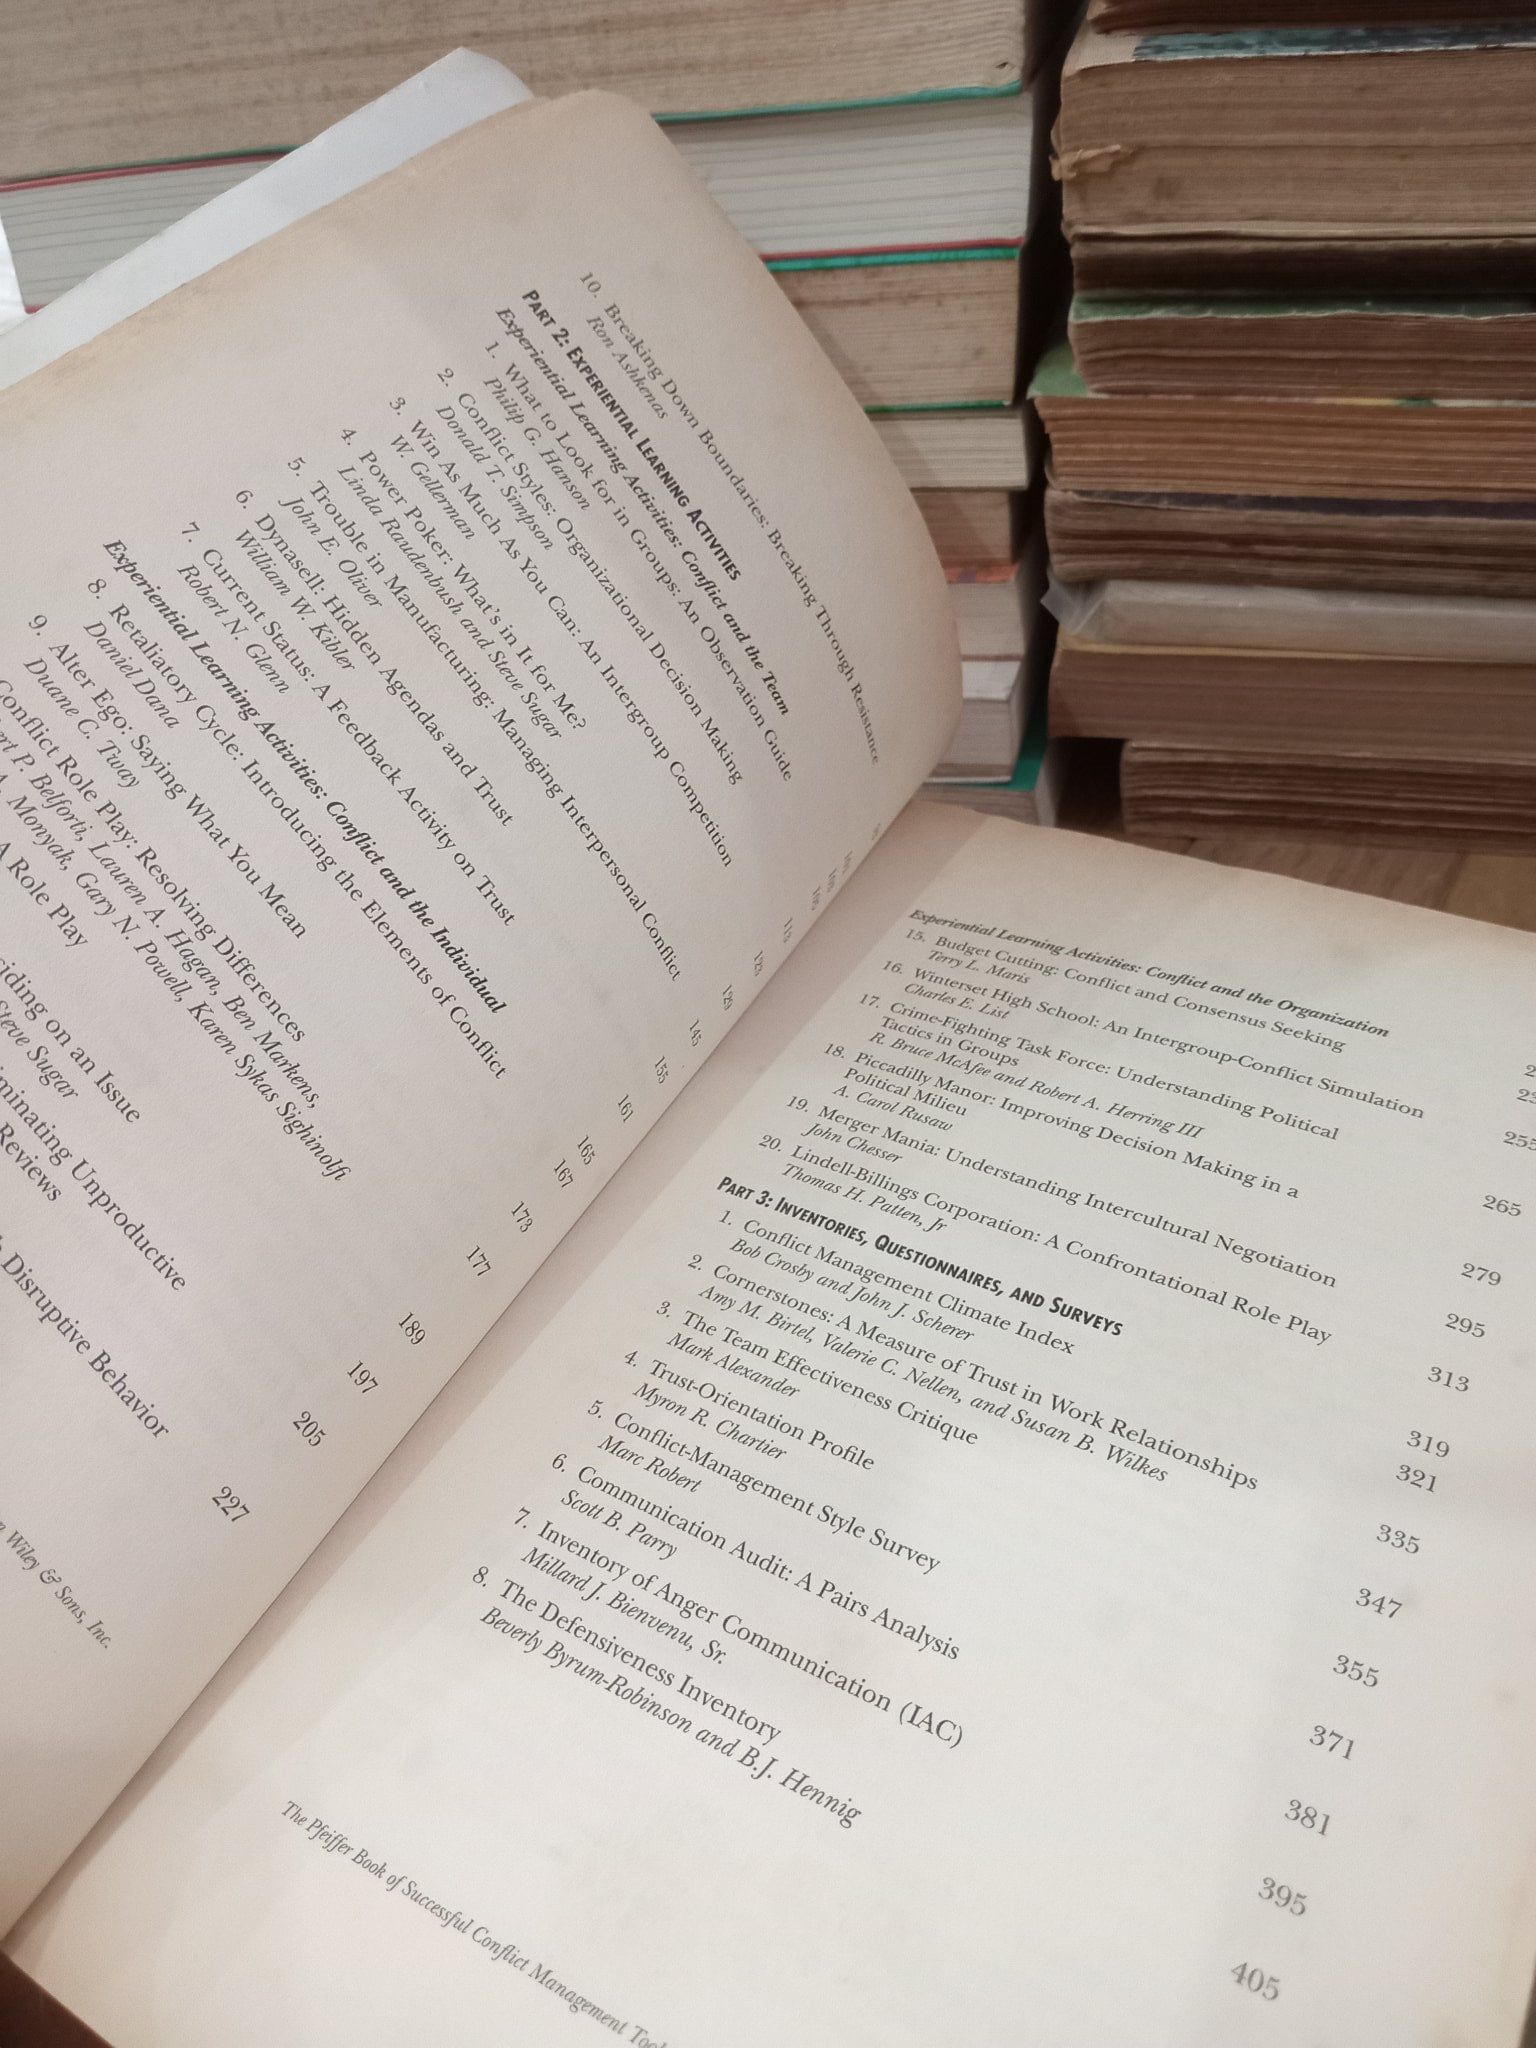 10. Breaking Down Boundaries: Breaking Through Resistance
Ron Ashkenas
PART 2: EXPERIENTIAL LEARNING ACTIVITIES
Experiential Learning Activities: Conflict and the Team
1. What to Look for in Groups: An Observation Guide
Philip G. Hanson
2. Conflict Styles: Organizational Decision Making
Donald T. Simpson
3. Win As Much As You Can: An Intergroup Competition
W. Gellerman
113
4. Power Poker: What's in It for Me?
Linda Raudenbush and Steve Sugar
123
5. Trouble in Manufacturing: Managing Interpersonal Conflict
John E. Oliver
129
6. Dynasell: Hidden Agendas and Trust
William W. Kibler
145
7. Current Status: A Feedback Activity on Trust
Robert N. Glenn
155
161
Experiential Learning Activities: Conflict and the Individual
165
8. Retaliatory Cycle: Introducing the Elements of Conflict
Daniel Dana
167
9. Alter Ego: Saying What You Mean
Duane C. Tway
173
Conflict Role Play: Resolving Differences
P. Belforti, Lauren A. Hagan, Ben Markens,
Monyak, Gary N. Powell, Karen Sykas Sighinolfi
177
A Role Play
189
on an Issue
Steve Sugar
197
Unproductive
Reviews
205
Disruptive Behavior
227
Wiley & Sons, Inc.
Experiential Learning Activities: Conflict and the Organization
15. Budget Cutting: Conflict and Consensus Seeking
Terry L. Maris
16. Winterset High School: An Intergroup-Conflict Simulation
Charles E. List
17. Crime-Fighting Task Force: Understanding Political
Tactics in Groups
255
R. Bruce McAfee and Robert A. Herring III
18. Piccadilly Manor: Improving Decision Making in a
Political Milieu
265
A. Carol Rusaw
19. Merger Mania: Understanding Intercultural Negotiation
279
John Chesser
20. Lindell-Billings Corporation: A Confrontational Role Play
295
Thomas H. Patten, Jr
313
PART 3: INVENTORIES, QUESTIONNAIRES, AND SURVEYS
319
1. Conflict Management Climate Index
321
Bob Crosby and John J. Scherer
2. Cornerstones: A Measure of Trust in Work Relationships
335
Amy M. Birtel, Valerie C. Nellen, and Susan B. Wilkes
3. The Team Effectiveness Critique
347
Mark Alexander
4. Trust-Orientation Profile
355
Myron R. Chartier
5. Conflict-Management Style Survey
371
Marc Robert
6. Communication Audit: A Pairs Analysis
381
Scott B. Parry
7. Inventory of Anger Communication (IAC)
395
Millard J. Bienvenu, Sr.
8. The Defensiveness Inventory
405
Beverly Byrum-Robinson and B.J. Hennig
The Pfeiffer Book of Successful Conflict Management